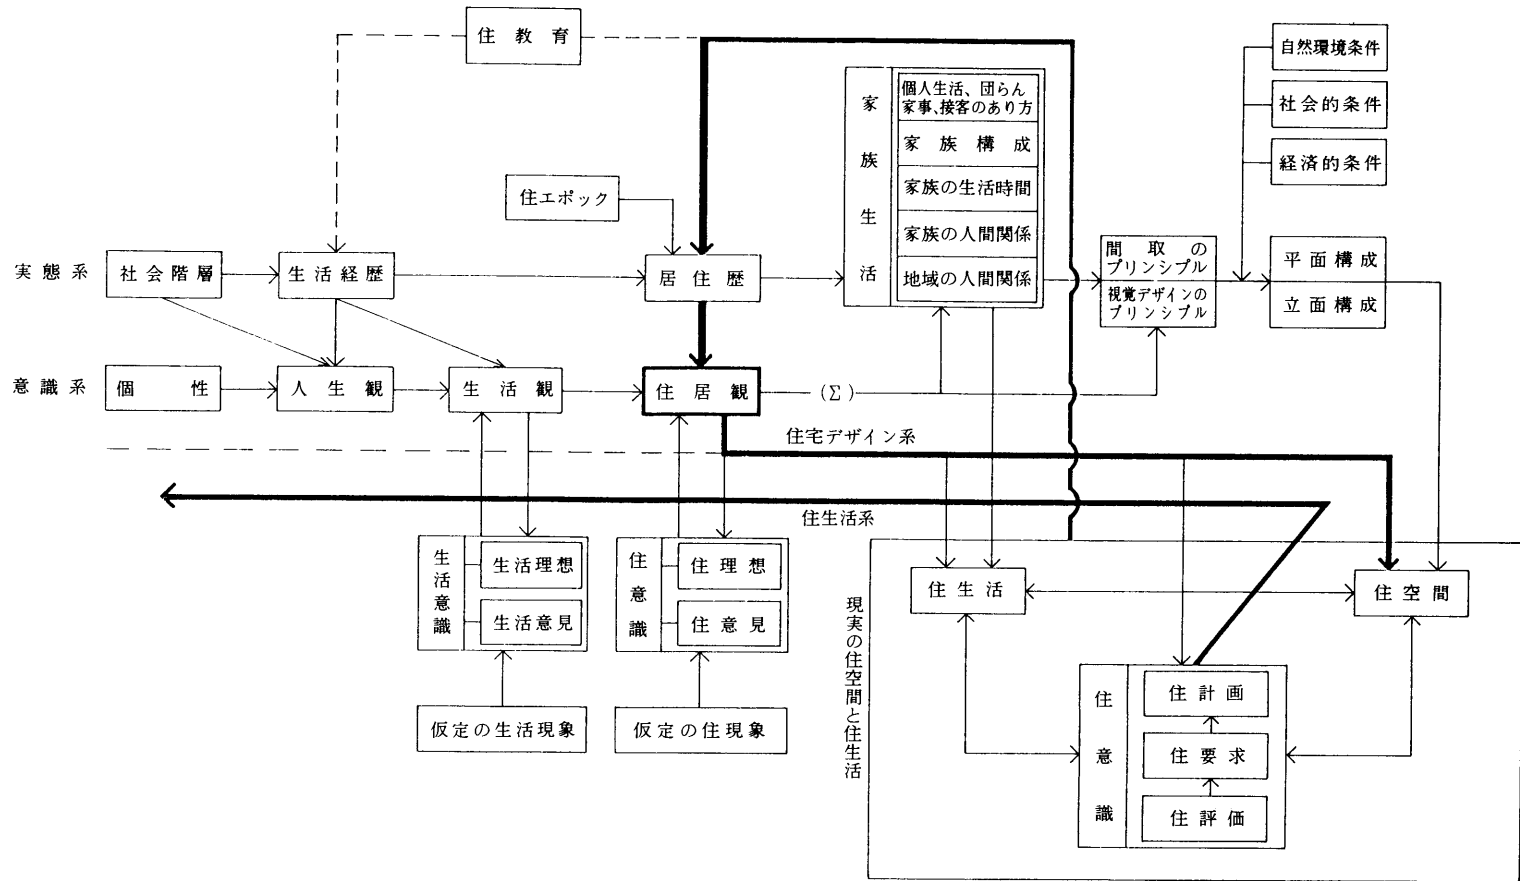 住教育
自然環境条件
社会的条件
経済的条件
家族生活
個人生活、団らん
家事、接客のあり方
家族構成
家族の生活時間
家族の人間関係
地域の人間関係
住エポック
実態系
社会階層
生活経歴
居住歴
間取の
プリンシプル
視覚デザインの
プリンシプル
平面構成
立面構成
意識系
個性
人生観
生活観
住居観
(Σ)
住宅デザイン系
住生活系
生活意識
生活理想
生活意見
住意識
住理想
住意見
仮定の生活現象
仮定の住現象
現実の住空間と住生活
住生活
住空間
住意識
住計画
住要求
住評価